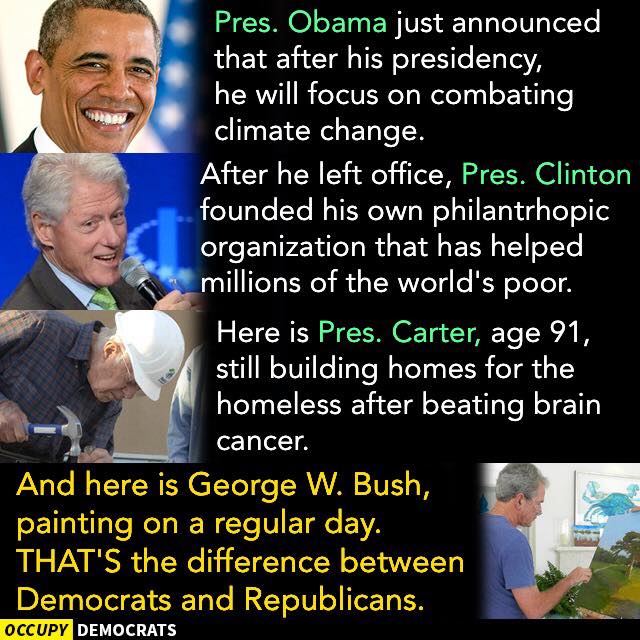 Pres. Obama just announced
that after his presidency,
he will focus on combating
climate change.
After he left office, Pres. Clinton
founded his own philantrhopic
organization that has helped
millions of the world's poor.
Here is Pres. Carter, age 91,
still building homes for the
homeless after beating brain
cancer.
And here is George W. Bush,
painting on a regular day.
THAT'S the difference between
Democrats and Republicans.
OCCUPY DEMOCRATS